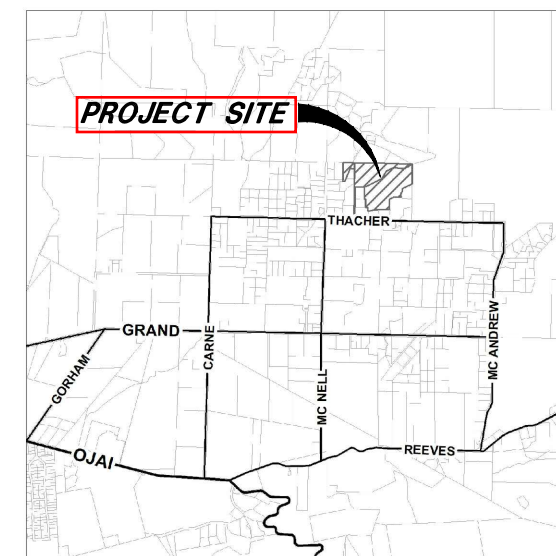 PROJECT SITE
THACHER
GRAND
CARNE
MC ANDREW
GORHAM
MC NELL
REEVES
OJAI